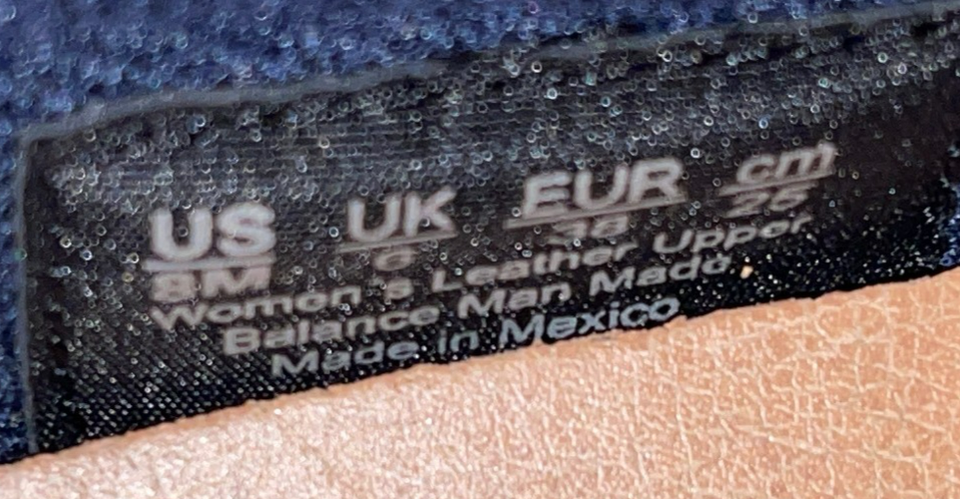 US UK EUR cm
8M 6 38 25
Women's Leather Upper
Balance Man Made
Made in Mexico